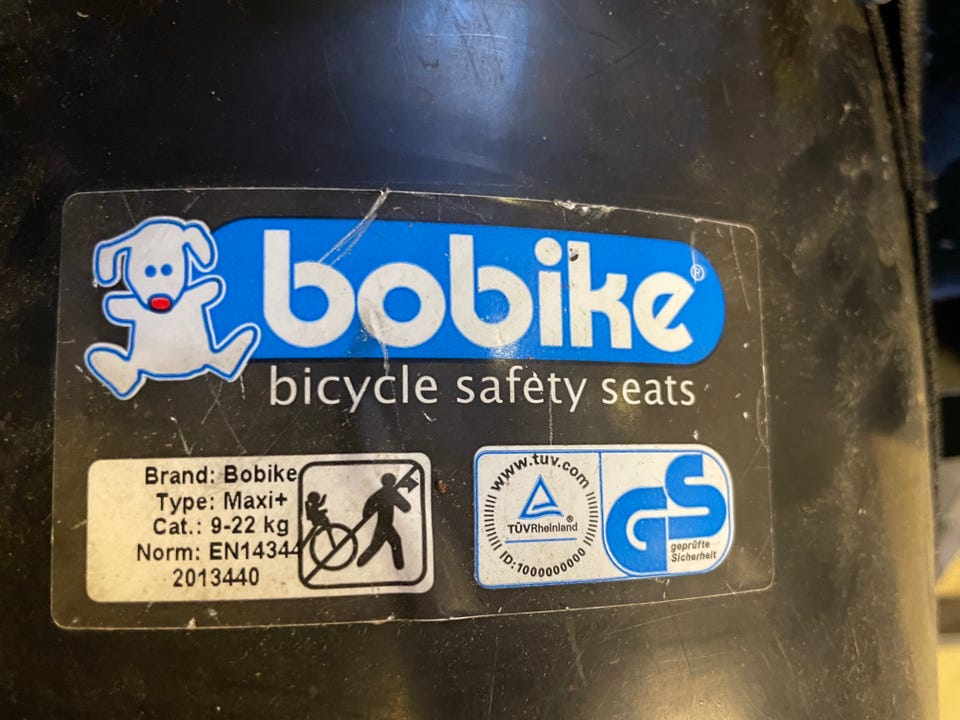 bobike®
bicycle safety seats
Brand: Bobike
Type: Maxi+
Cat.: 9-22 kg
Norm: EN14344
2013440
www.tuv.com
TÜVRheinland®
ID:1000000000
GS
geprüfte
Sicherheit